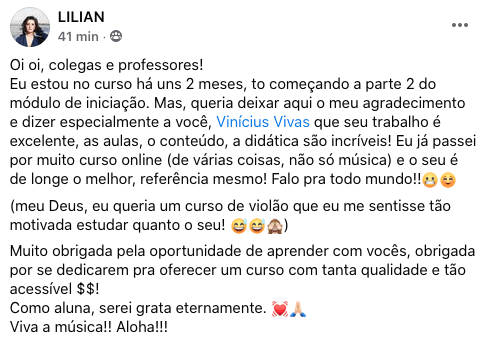 LILIAN
41 min ·
Oi oi, colegas e professores!
Eu estou no curso há uns 2 meses, to começando a parte 2 do
módulo de iniciação. Mas, queria deixar aqui o meu agradecimento
e dizer especialmente a você, Vinícius Vivas que seu trabalho é
excelente, as aulas, o conteúdo, a didática são incríveis! Eu já passei
por muito curso online (de várias coisas, não só música) e o seu é
de longe o melhor, referência mesmo! Falo pra todo mundo!!😬☺️
(meu Deus, eu queria um curso de violão que eu me sentisse tão
motivada estudar quanto o seu! 😅😅🙈)
Muito obrigada pela oportunidade de aprender com vocês, obrigada
por se dedicarem pra oferecer um curso com tanta qualidade e tão
acessível $$!
Como aluna, serei grata eternamente. 💓🙏🏻
Viva a música!! Aloha!!!